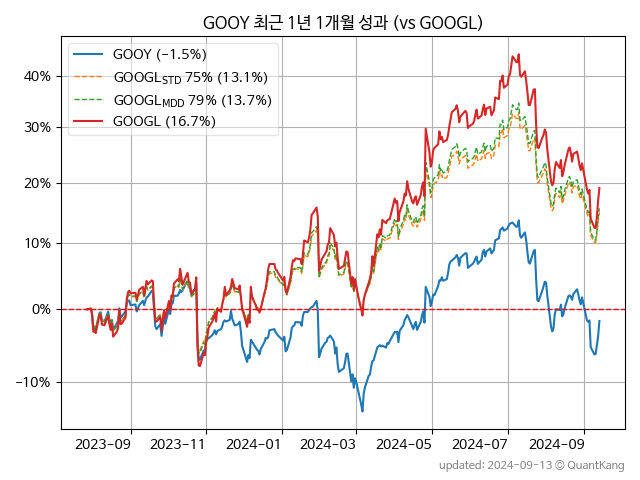 GOOY 최근 1년 1개월 성과 (vs GOOGL)
GOOY (−1.5%)
GOOGL_STD 75% (13.1%)
GOOGL_MDD 79% (13.7%)
GOOGL (16.7%)
40%
30%
20%
10%
0%
−10%
2023−09 2023−11 2024−01 2024−03 2024−05 2024−07 2024−09
updated: 2024−09−13 © QuantKang